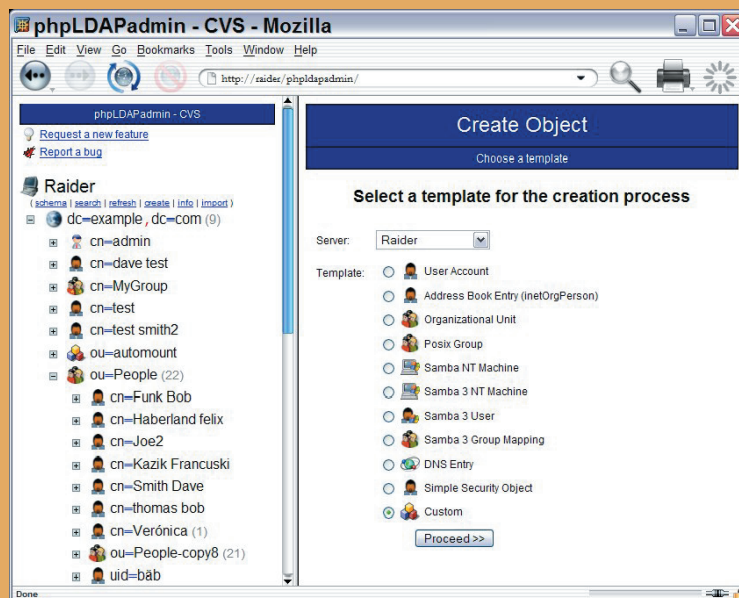 phpLDAPadmin - CVS - Mozilla
File Edit View Go Bookmarks Tools Window Help
http://raider/phpldapadmin/
phpLDAPadmin - CVS
Request a new feature
Report a bug
Raider
( schema | search | refresh | create | info | import )
dc=example , dc=com (9)
cn=admin
cn=dave test
cn=MyGroup
cn=test
cn=test smith2
ou=automount
ou=People (22)
cn=Funk Bob
cn=Haberland felix
cn=Joe2
cn=Kazik Francuski
cn=Smith Dave
cn=thomas bob
cn=Verónica (1)
ou=People-copy8 (21)
uid=bäb
Create Object
Choose a template
Select a template for the creation process
Server: Raider
Template: User Account
Address Book Entry (inetOrgPerson)
Organizational Unit
Posix Group
Samba NT Machine
Samba 3 NT Machine
Samba 3 User
Samba 3 Group Mapping
DNS Entry
Simple Security Object
Custom
Proceed >>
Done